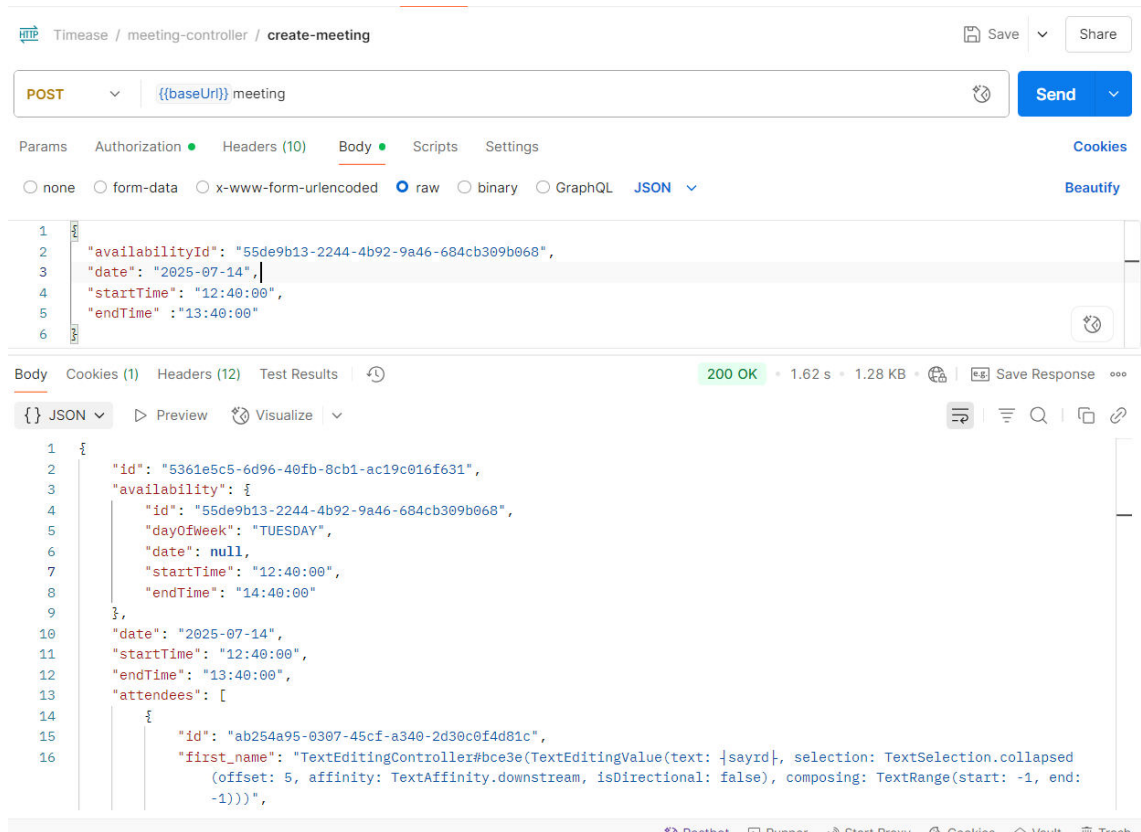 HTTP Timease / meeting-controller / create-meeting Save Share
POST {{baseUrl}} meeting Send
Params Authorization Headers (10) Body Scripts Settings Cookies
none form-data x-www-form-urlencoded raw binary GraphQL JSON Beautify
1 {
2 "availabilityId": "55de9b13-2244-4b92-9a46-684cb309b068",
3 "date": "2025-07-14",
4 "startTime": "12:40:00",
5 "endTime" :"13:40:00"
6 }
Body Cookies (1) Headers (12) Test Results 200 OK • 1.62 s • 1.28 KB • e.g. Save Response
{} JSON Preview Visualize
1 {
2 "id": "5361e5c5-6d96-40fb-8cb1-ac19c016f631",
3 "availability": {
4 "id": "55de9b13-2244-4b92-9a46-684cb309b068",
5 "dayOfWeek": "TUESDAY",
6 "date": null,
7 "startTime": "12:40:00",
8 "endTime": "14:40:00"
9 },
10 "date": "2025-07-14",
11 "startTime": "12:40:00",
12 "endTime": "13:40:00",
13 "attendees": [
14 {
15 "id": "ab254a95-0307-45cf-a340-2d30c0f4d81c",
16 "first_name": "TextEditingController#bce3e(TextEditingValue(text: ┤sayrd├, selection: TextSelection.collapsed
(offset: 5, affinity: TextAffinity.downstream, isDirectional: false), composing: TextRange(start: -1, end:
-1)))",
Postbot Runner Start Proxy Cookies Vault Trash